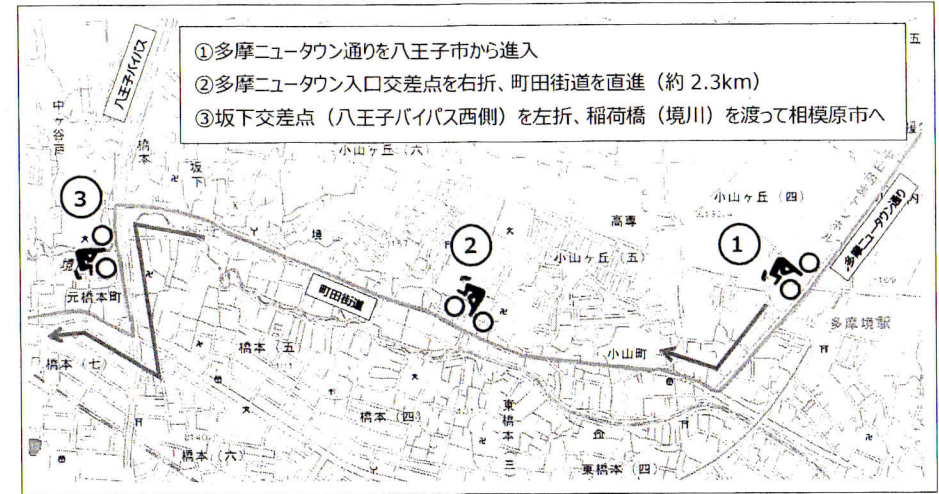 ①多摩ニュータウン通りを八王子市から進入
②多摩ニュータウン入口交差点を右折、町田街道を直進（約 2.3km）
③坂下交差点（八王子バイパス西側）を左折、稲荷橋（境川）を渡って相模原市へ
五
八王子バイパス
中ヶ谷戸
橋本
坂下
小山ヶ丘（六）
3
小山ヶ丘（四）
多摩ニュータウン通り
高専
2
1
小山ヶ丘（五）
境
境
元橋本町
町田街道
多摩境駅
小山町
橋本（五）
橋本（七）
橋本（四）
東橋本（三）
橋本（六）
東橋本（四）